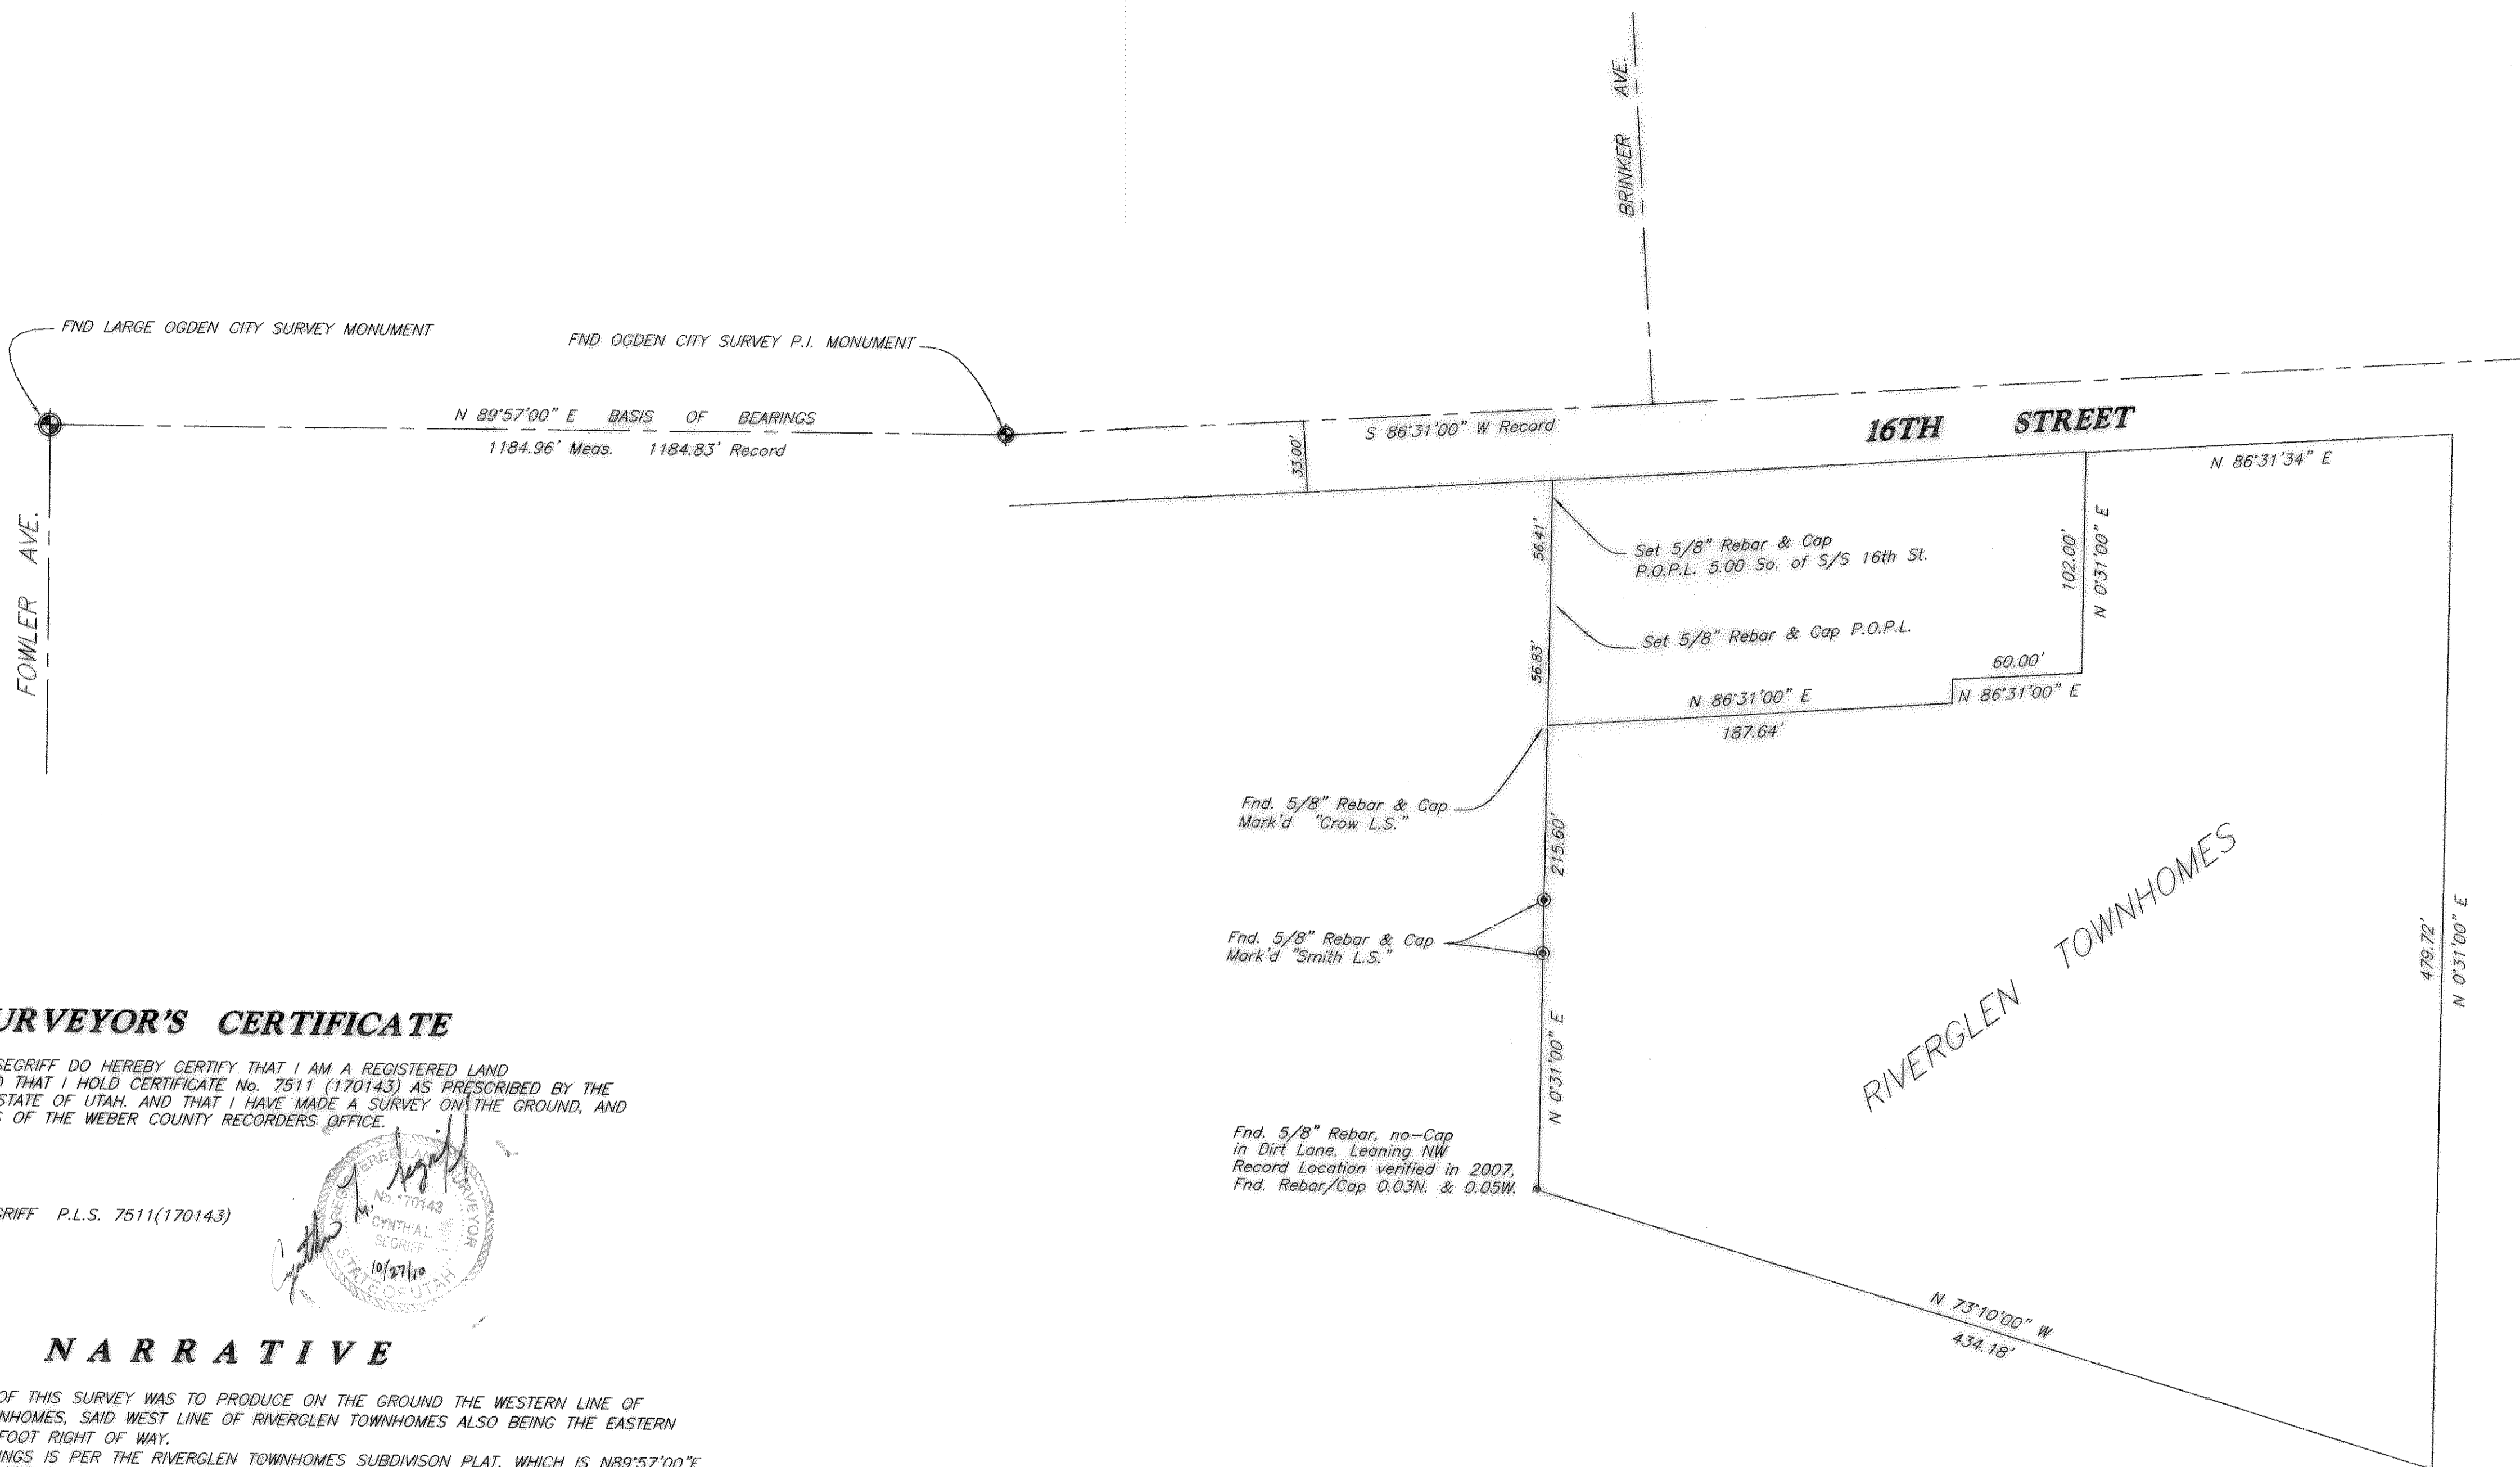 BRINKER AVE.
FND LARGE OGDEN CITY SURVEY MONUMENT
FND OGDEN CITY SURVEY P.I. MONUMENT
N 89°57'00" E BASIS OF BEARINGS
1184.96' Meas. 1184.83' Record
FOWLER AVE.
33.00'
S 86°31'00" W Record
16TH STREET
N 86°31'34" E
56.41'
Set 5/8" Rebar & Cap
P.O.P.L. 5.00 So. of S/S 16th St.
102.00'
N 0°31'00" E
Set 5/8" Rebar & Cap P.O.P.L.
56.83'
60.00'
N 86°31'00" E
N 86°31'00" E
187.64'
Fnd. 5/8" Rebar & Cap
Mark'd "Crow L.S."
215.60'
Fnd. 5/8" Rebar & Cap
Mark'd "Smith L.S."
N 0°31'00" E
RIVERGLEN TOWNHOMES
479.72'
N 0°31'00" E
Fnd. 5/8" Rebar, no-Cap
in Dirt Lane, Leaning NW
Record Location verified in 2007,
Fnd. Rebar/Cap 0.03N. & 0.05W.
N 73°10'00" W
434.18'
URVEYOR'S CERTIFICATE
SEGRIFF DO HEREBY CERTIFY THAT I AM A REGISTERED LAND
D THAT I HOLD CERTIFICATE No. 7511 (170143) AS PRESCRIBED BY THE
STATE OF UTAH. AND THAT I HAVE MADE A SURVEY ON THE GROUND, AND
OF THE WEBER COUNTY RECORDERS OFFICE.
GRIFF P.L.S. 7511(170143)
Cynthia L. Segriff
REGISTERED LAND SURVEYOR
No.170143
CYNTHIA L.
SEGRIFF
10/27/10
STATE OF UTAH
NARRATIVE
OF THIS SURVEY WAS TO PRODUCE ON THE GROUND THE WESTERN LINE OF
NHOMES, SAID WEST LINE OF RIVERGLEN TOWNHOMES ALSO BEING THE EASTERN
FOOT RIGHT OF WAY.
INGS IS PER THE RIVERGLEN TOWNHOMES SUBDIVISON PLAT, WHICH IS N89°57'00"E